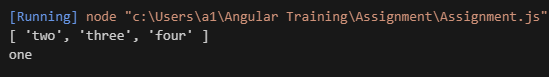 [Running] node "c:\Users\a1\Angular Training\Assignment\Assignment.js"
[ 'two', 'three', 'four' ]
one